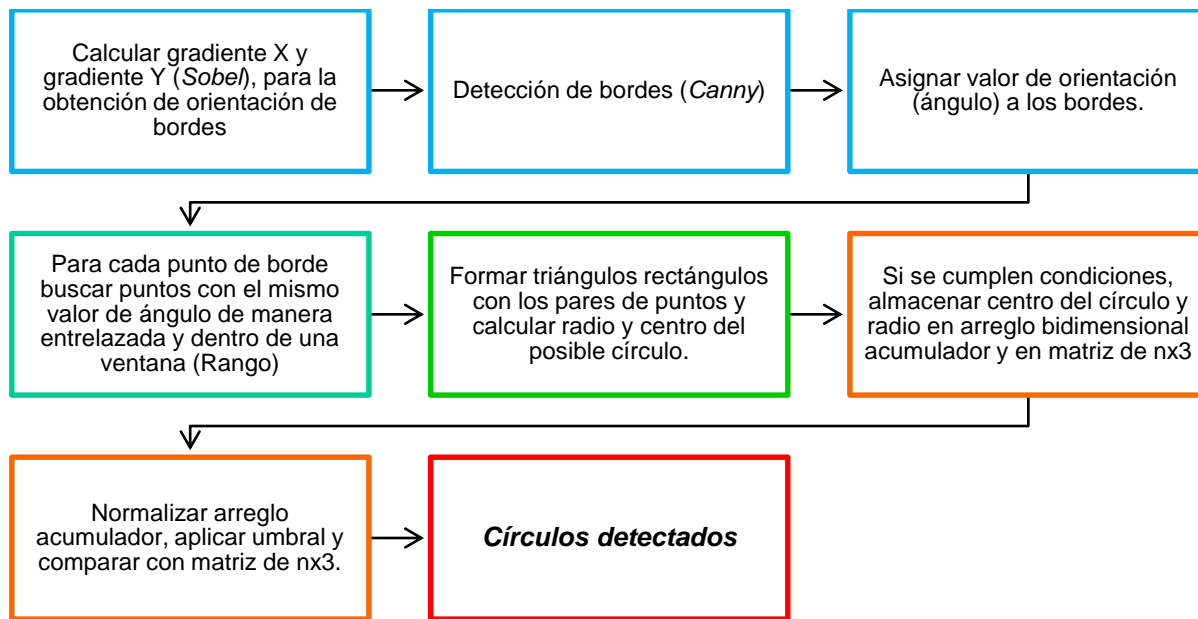 Calcular gradiente X y
gradiente Y (Sobel), para la
obtención de orientación de
bordes
Detección de bordes (Canny)
Asignar valor de orientación
(ángulo) a los bordes.
Para cada punto de borde
buscar puntos con el mismo
valor de ángulo de manera
entrelazada y dentro de una
ventana (Rango)
Formar triángulos rectángulos
con los pares de puntos y
calcular radio y centro del
posible círculo.
Si se cumplen condiciones,
almacenar centro del círculo y
radio en arreglo bidimensional
acumulador y en matriz de nx3
Normalizar arreglo
acumulador, aplicar umbral y
comparar con matriz de nx3.
Círculos detectados